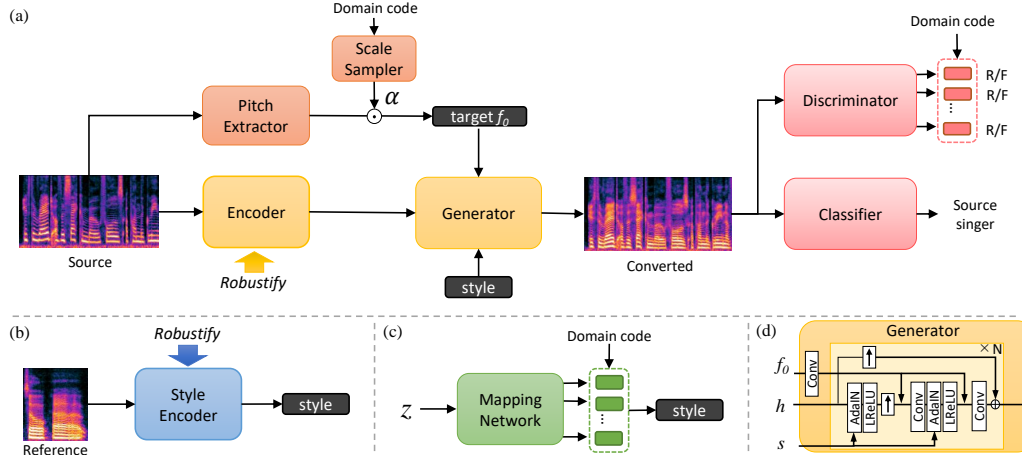 (a)
Domain code
Scale
Sampler
α
Pitch
Extractor
target f₀
Source
Encoder
Robustify
Generator
style
Converted
Domain code
Discriminator
R/F
R/F
...
R/F
Classifier
Source
singer
(b)
Robustify
Reference
Style
Encoder
style
(c)
Domain code
z
Mapping
Network
...
style
(d)
Generator
× N
f₀
Conv
h
AdaIN
LReLU
Conv
AdaIN
LReLU
Conv
s